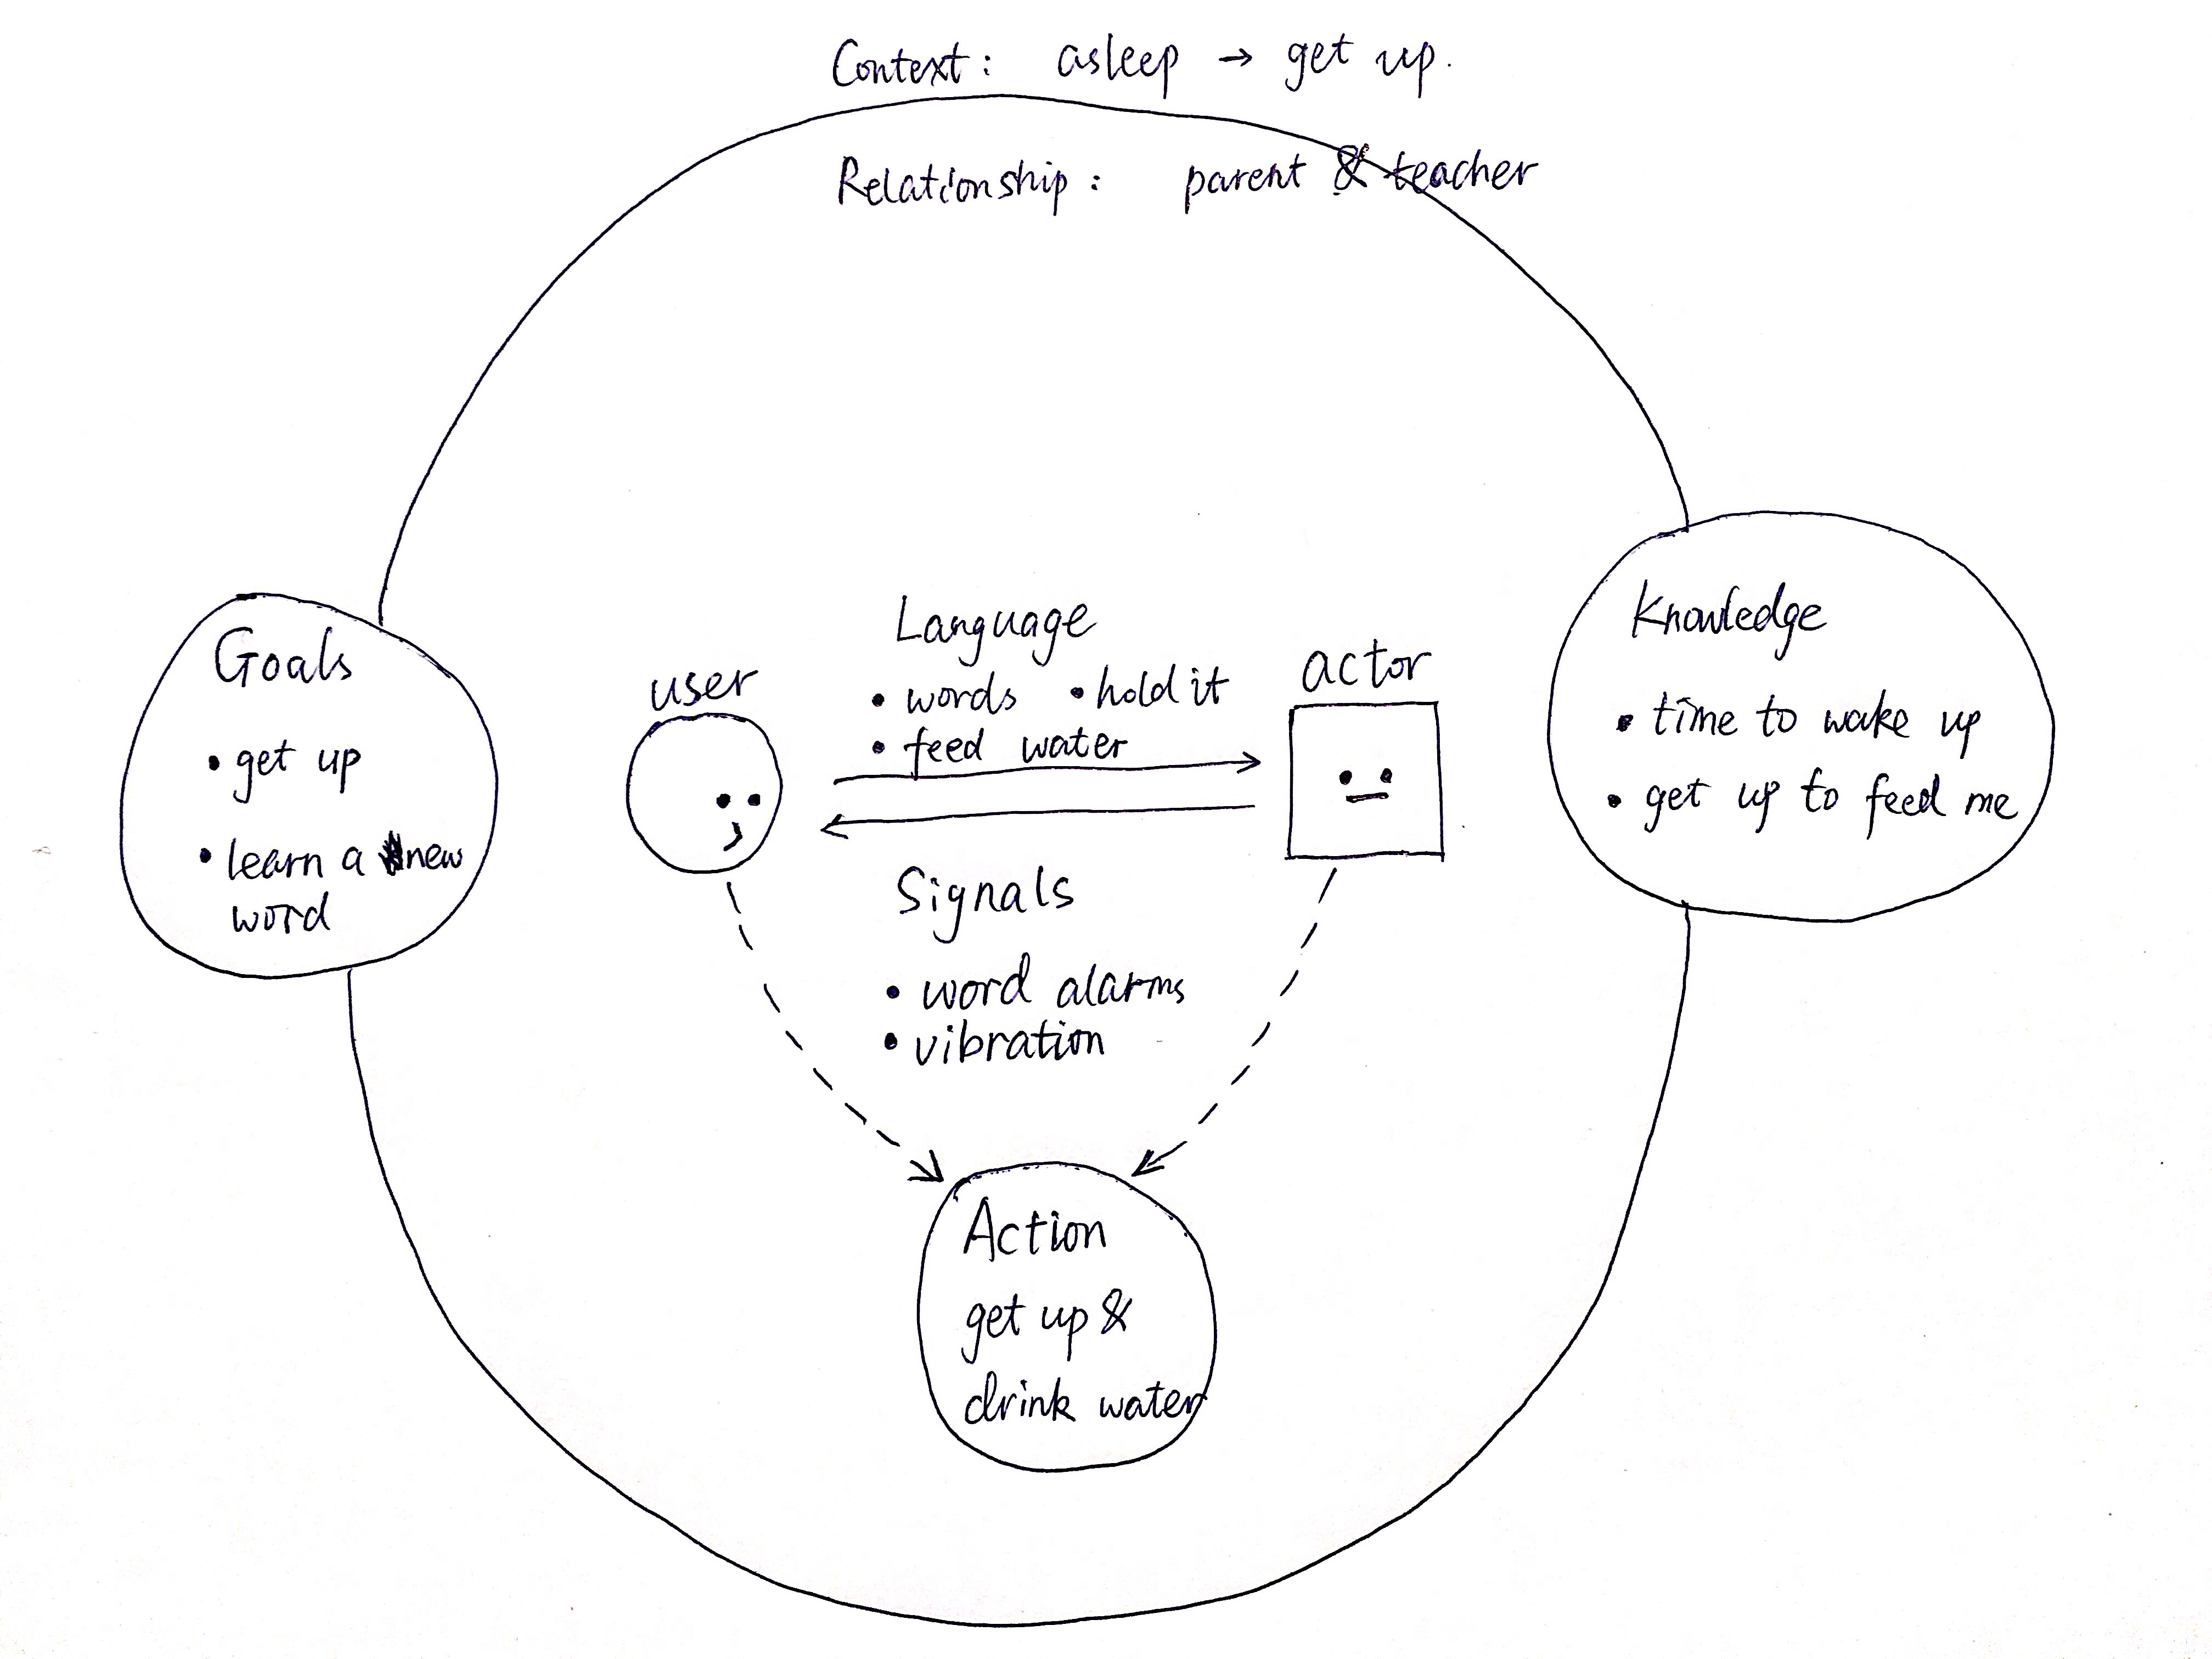 Context: asleep → get up.
Relationship: parent & teacher
Goals
• get up
• learn a new
word
user
Language
• words • hold it
• feed water
actor
Signals
• word alarms
• vibration
Knowledge
• time to wake up
• get up to feed me
Action
get up &
drink water